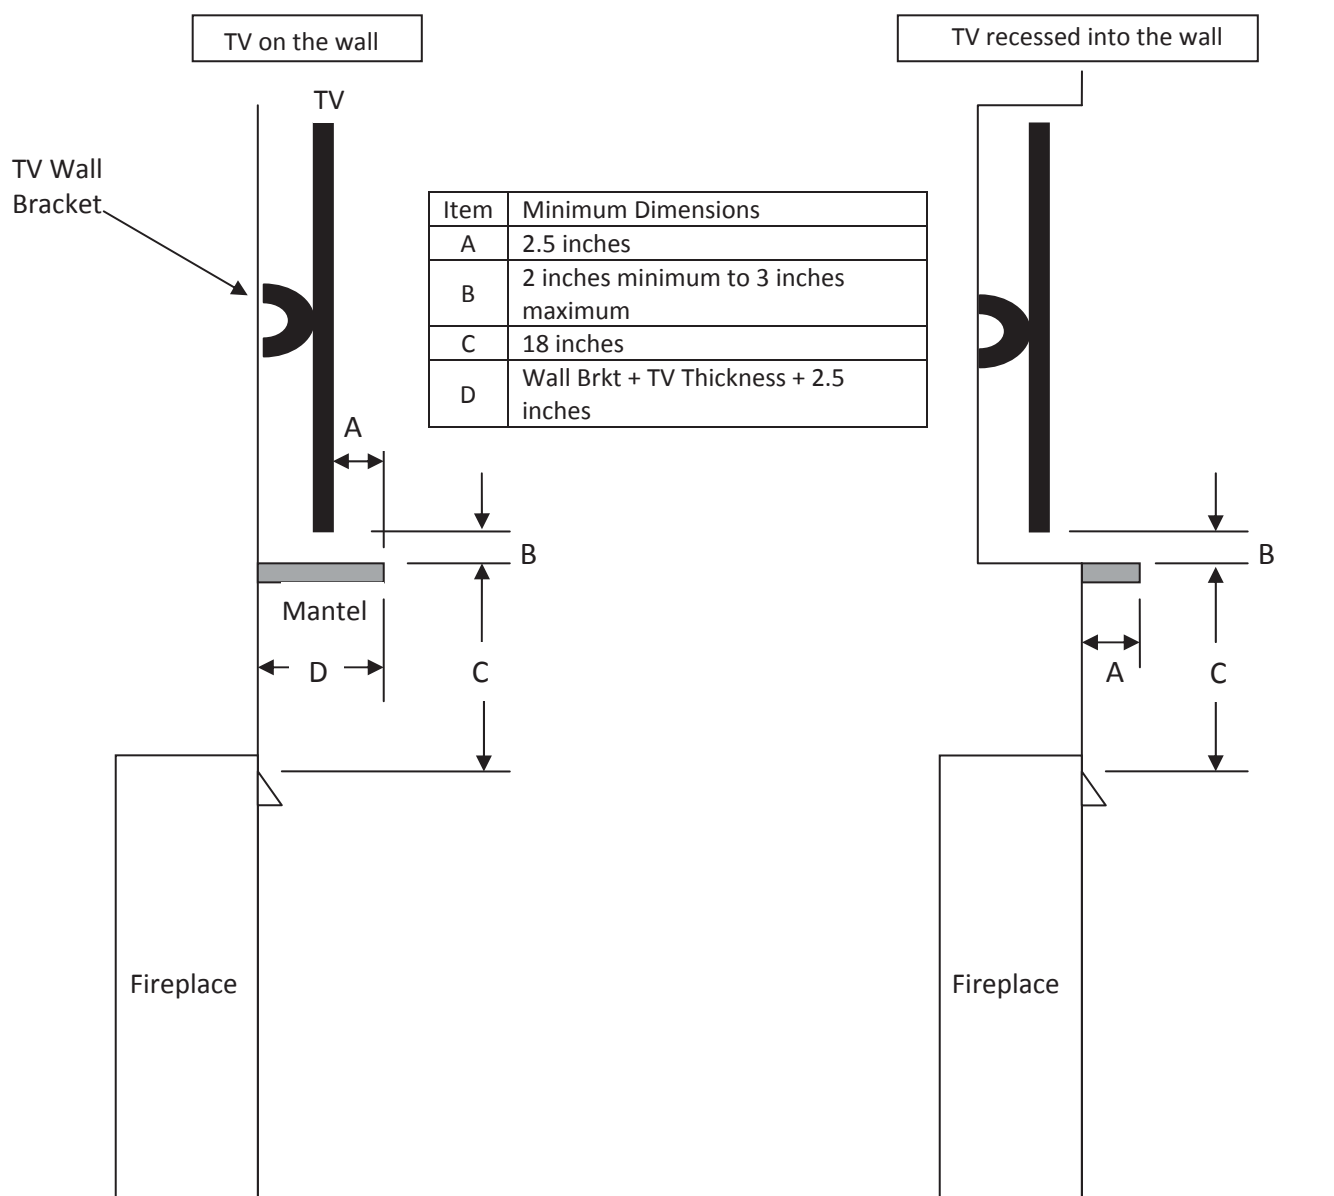 TV on the wall
TV recessed into the wall
TV
TV Wall
Bracket
Item Minimum Dimensions
A 2.5 inches
B 2 inches minimum to 3 inches
maximum
C 18 inches
D Wall Brkt + TV Thickness + 2.5
inches
A
B
Mantel
D
C
Fireplace
B
A
C
Fireplace